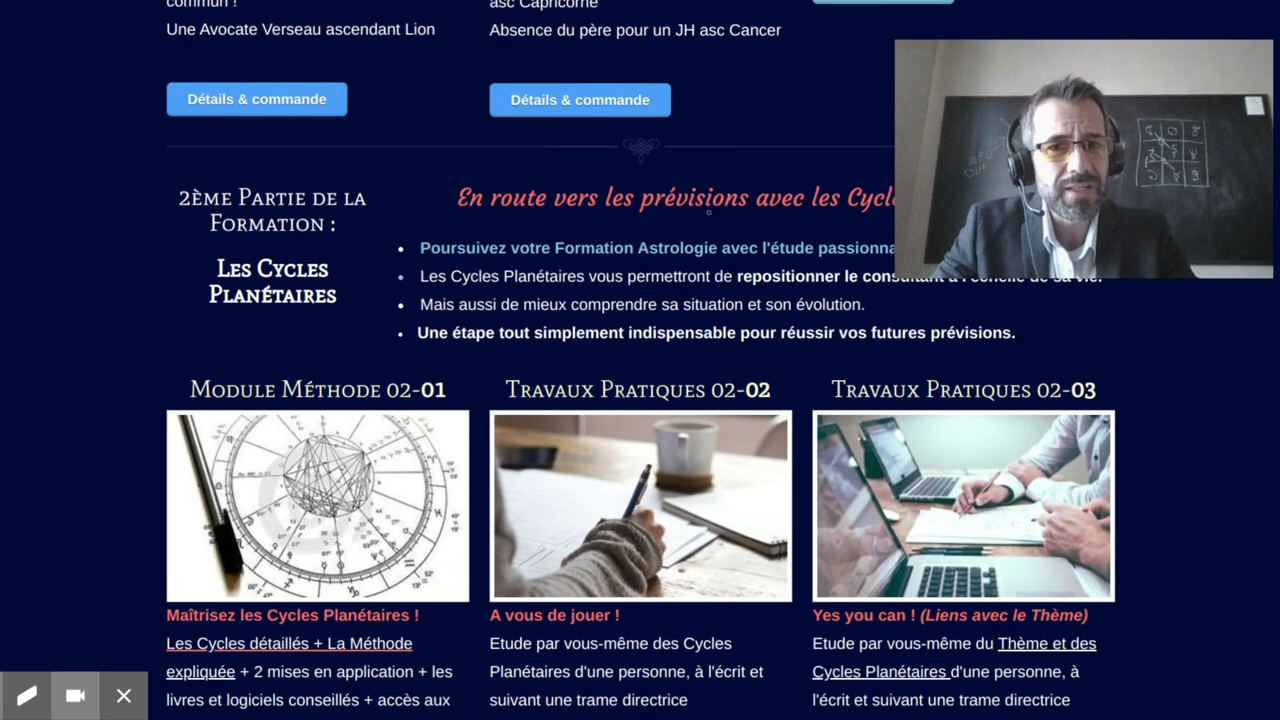 commun !
Une Avocate Verseau ascendant Lion
Détails & commande
asc Capricorne
Absence du père pour un JH asc Cancer
Détails & commande
2ème Partie de la
Formation :
Les Cycles
Planétaires
En route vers les prévisions avec les
• Poursuivez votre Formation Astrologie avec l'étude
• Les Cycles Planétaires vous permettront de repositionner le consultant à l'échelle de sa vie.
• Mais aussi de mieux comprendre sa situation et son évolution.
• Une étape tout simplement indispensable pour réussir vos futures prévisions.
Module Méthode 02-01
Maîtrisez les Cycles Planétaires !
Les Cycles détaillés + La Méthode
expliquée + 2 mises en application + les
livres et logiciels conseillés + accès aux
Travaux Pratiques 02-02
A vous de jouer !
Etude par vous-même des Cycles
Planétaires d'une personne, à l'écrit et
suivant une trame directrice
Travaux Pratiques 02-03
Yes you can ! (Liens avec le Thème)
Etude par vous-même du Thème et des
Cycles Planétaires d'une personne, à
l'écrit et suivant une trame directrice